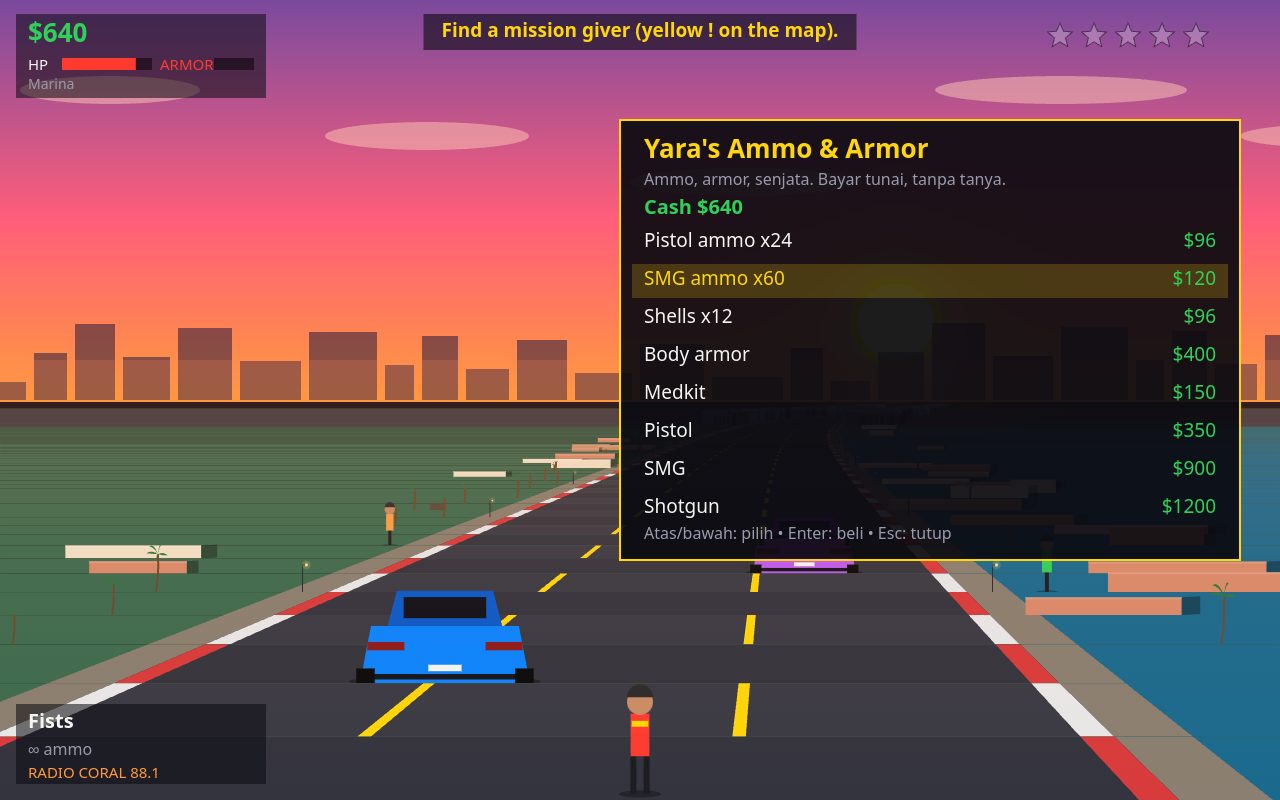 $640
HP ARMOR
Marina
Find a mission giver (yellow ! on the map).
Yara's Ammo & Armor
Ammo, armor, senjata. Bayar tunai, tanpa tanya.
Cash $640
Pistol ammo x24 $96
SMG ammo x60 $120
Shells x12 $96
Body armor $400
Medkit $150
Pistol $350
SMG $900
Shotgun $1200
Atas/bawah: pilih • Enter: beli • Esc: tutup
Fists
∞ ammo
RADIO CORAL 88.1